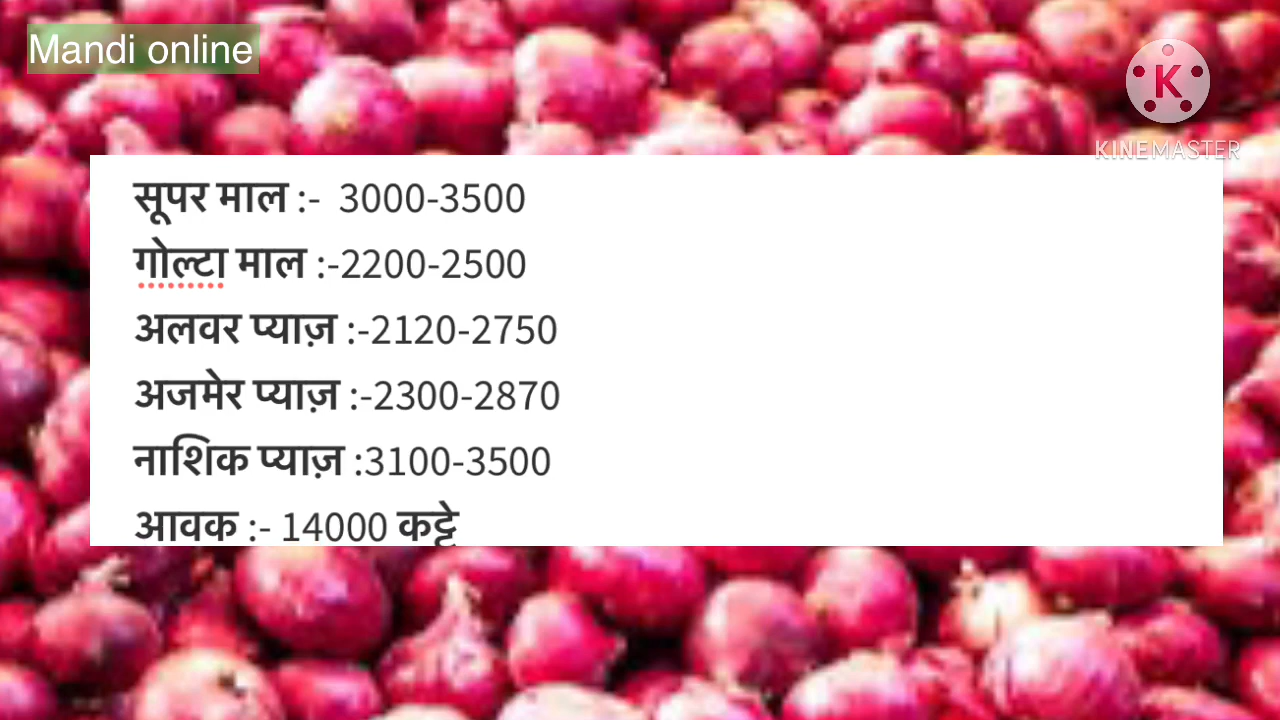 Mandi online
K
KINEMASTER
सूपर माल :- 3000-3500
गोल्टा माल :-2200-2500
अलवर प्याज़ :-2120-2750
अजमेर प्याज़ :-2300-2870
नाशिक प्याज़ :3100-3500
आवक :- 14000 कट्टे